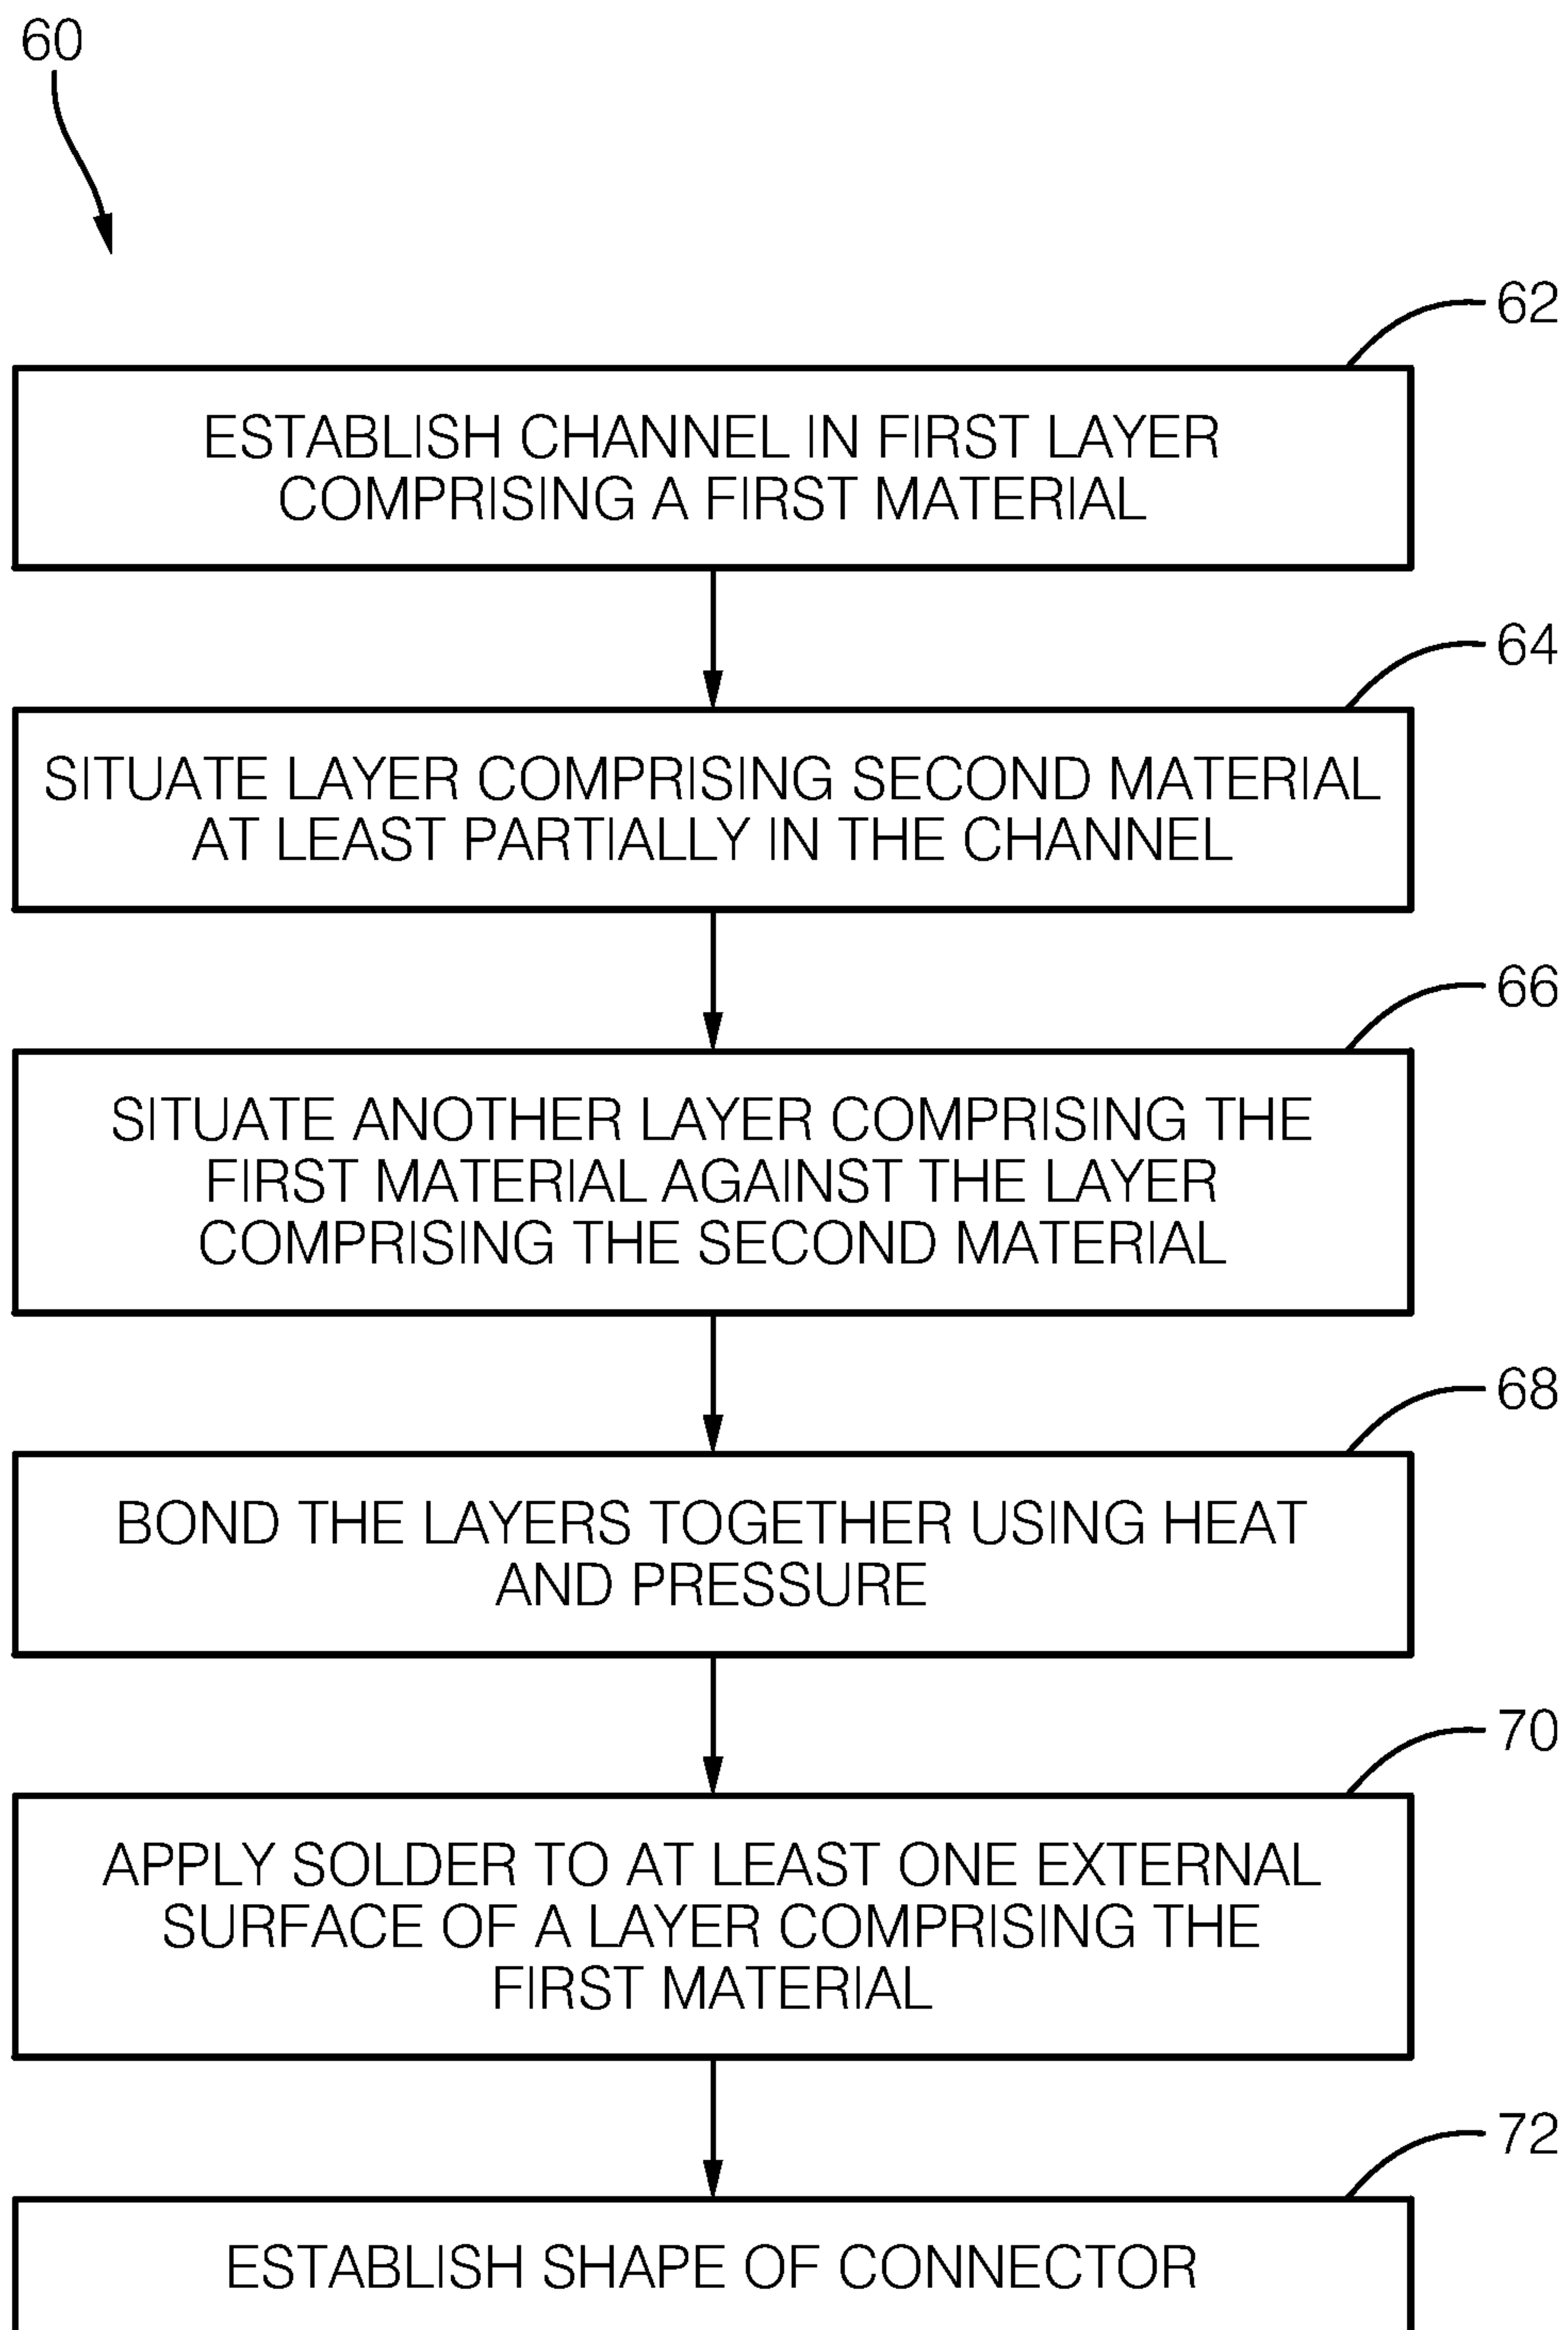 60
62
ESTABLISH CHANNEL IN FIRST LAYER
COMPRISING A FIRST MATERIAL
64
SITUATE LAYER COMPRISING SECOND MATERIAL
AT LEAST PARTIALLY IN THE CHANNEL
66
SITUATE ANOTHER LAYER COMPRISING THE
FIRST MATERIAL AGAINST THE LAYER
COMPRISING THE SECOND MATERIAL
68
BOND THE LAYERS TOGETHER USING HEAT
AND PRESSURE
70
APPLY SOLDER TO AT LEAST ONE EXTERNAL
SURFACE OF A LAYER COMPRISING THE
FIRST MATERIAL
72
ESTABLISH SHAPE OF CONNECTOR